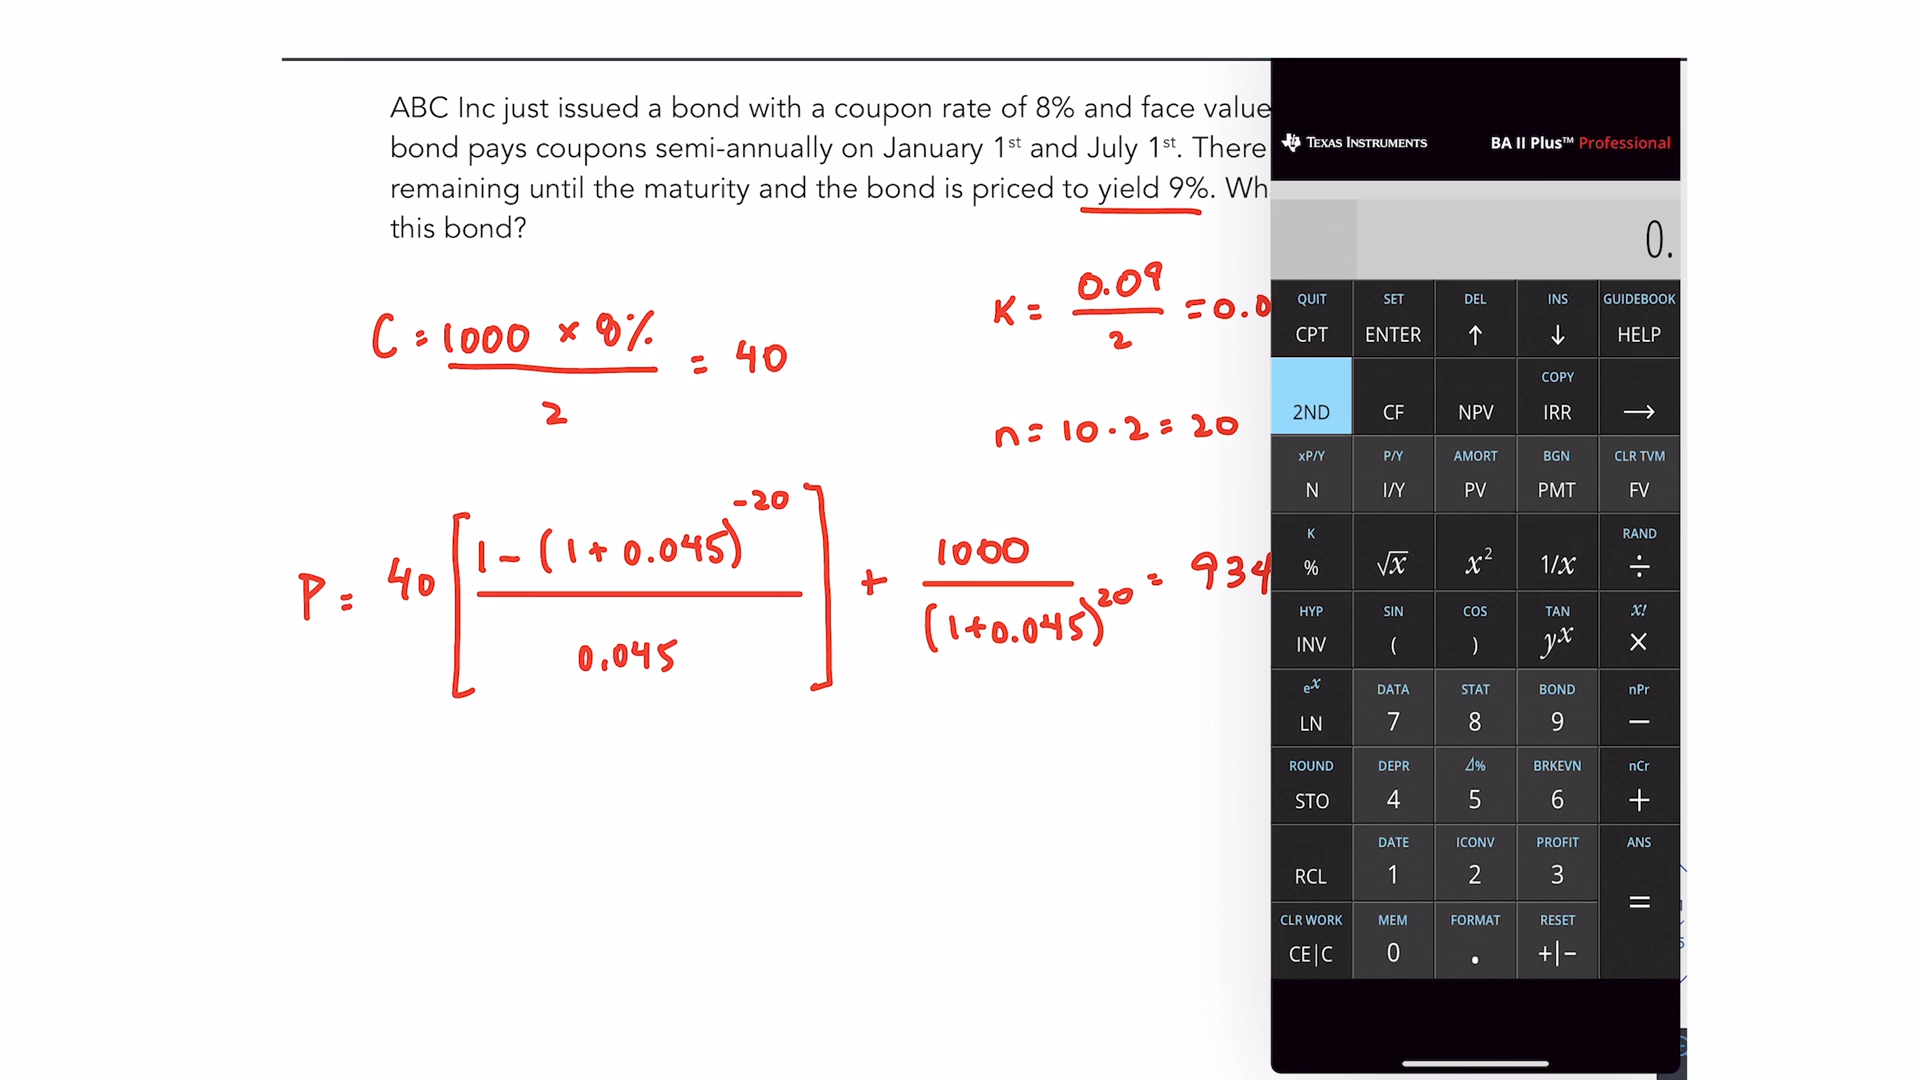 ABC Inc just issued a bond with a coupon rate of 8% and face value
bond pays coupons semi-annually on January 1st and July 1st. There
remaining until the maturity and the bond is priced to yield 9%.
this bond?
C = 1000 × 8% / 2 = 40
K = 0.09 / 2 = 0.0
n = 10 · 2 = 20
P = 40 [ 1 - (1 + 0.045)^-20 / 0.045 ] + 1000 / (1+0.045)^20 = 934
TEXAS INSTRUMENTS BA II Plus™ Professional
0.
QUIT SET DEL INS GUIDEBOOK
CPT ENTER ↑ ↓ HELP
COPY
2ND CF NPV IRR →
xP/Y P/Y AMORT BGN CLR TVM
N I/Y PV PMT FV
K RAND
% √x x² 1/x ÷
HYP SIN COS TAN x!
INV ( ) yˣ ×
eˣ DATA STAT BOND nPr
LN 7 8 9 −
ROUND DEPR Δ% BRKEVN nCr
STO 4 5 6 +
DATE ICONV PROFIT ANS
RCL 1 2 3 =
CLR WORK MEM FORMAT RESET
CE|C 0 . +|−